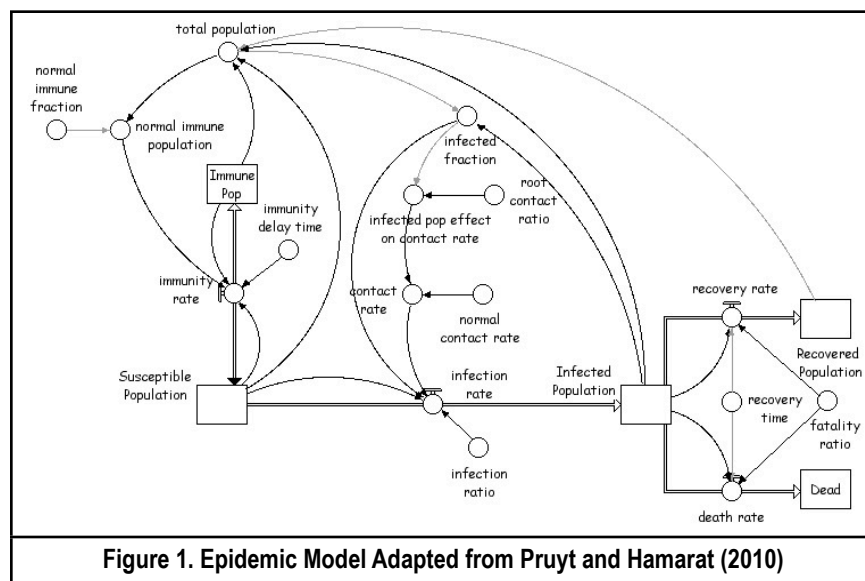 total population
normal
immune
fraction
normal immune
population
Immune
Pop
immunity
delay time
immunity
rate
Susceptible
Population
infected
fraction
root
contact
ratio
infected pop effect
on contact rate
contact
rate
normal
contact rate
infection
rate
infection
ratio
Infected
Population
recovery rate
Recovered
Population
recovery
time
fatality
ratio
Dead
death rate
Figure 1. Epidemic Model Adapted from Pruyt and Hamarat (2010)